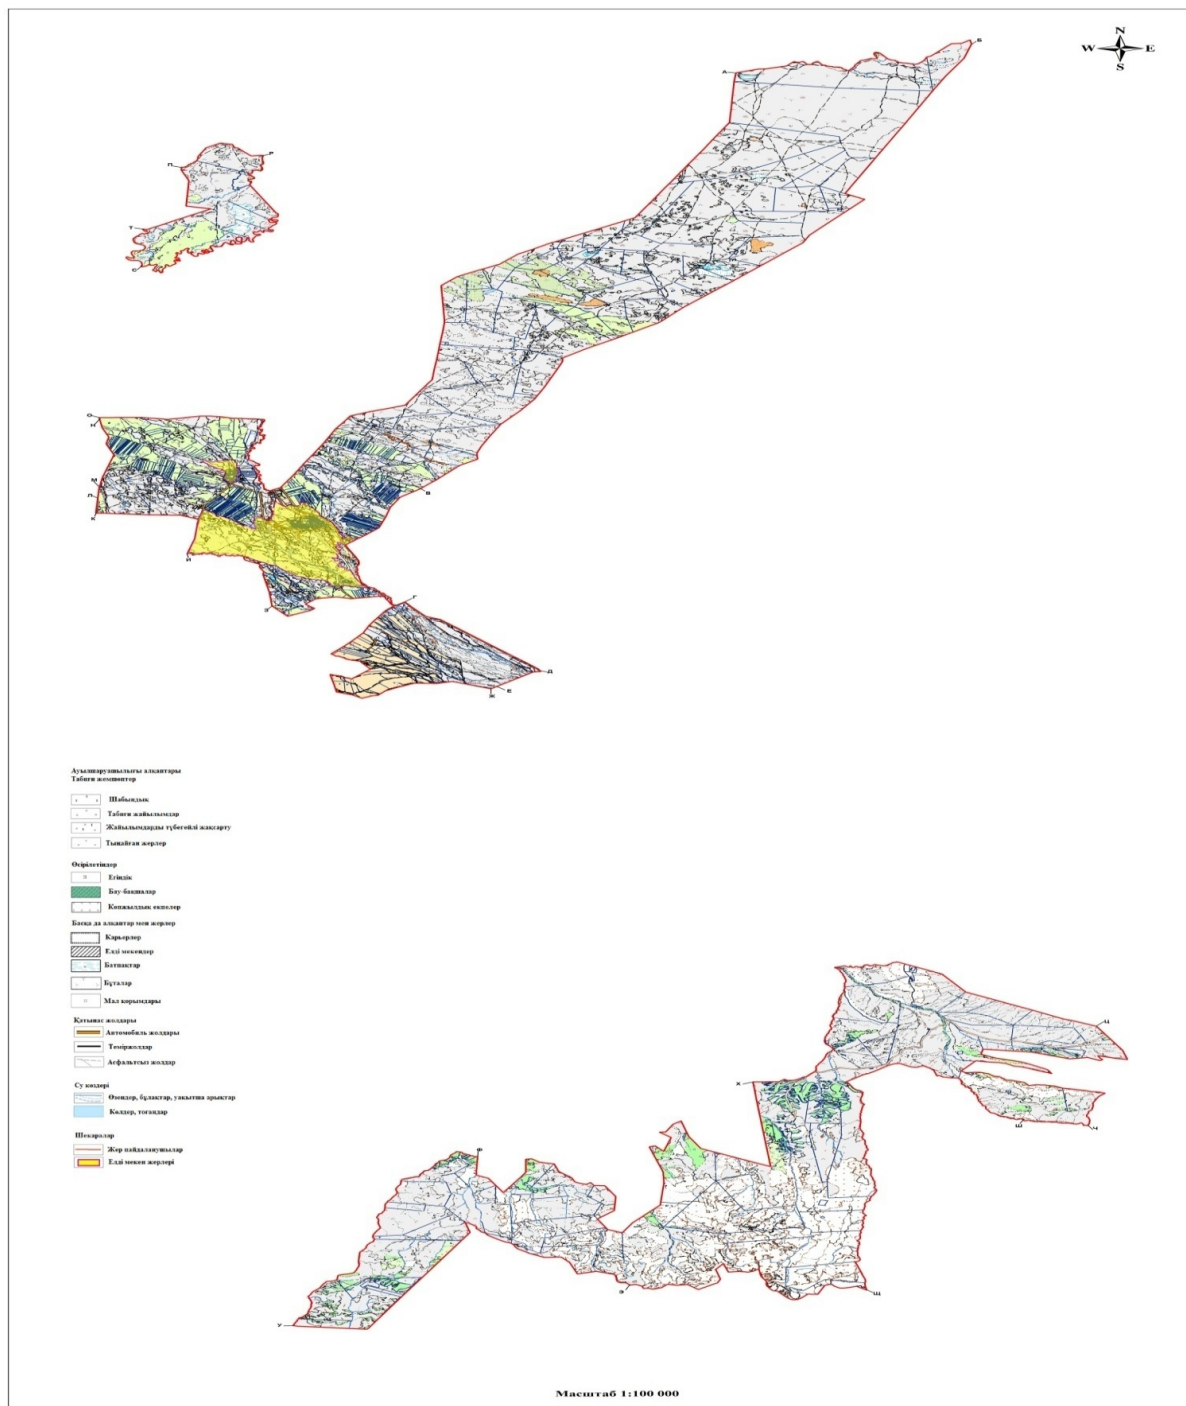 N
W E
S
Б
А
Р
П
Т
С
О
Н
М
Л
К
В
И
З
Г
Д
Е
Ж
Ауылшаруашылығы алқаптары
Табиғи жемшөптер
Шабындық
Табиғи жайылымдар
Жайылымдарды түбегейлі жақсарту
Тыңайған жерлер
Өсірілетіндер
Егіндік
Бау-бақшалар
Көпжылдық екпелер
Басқа да алқаптар мен жерлер
Карьерлер
Елді мекендер
Батпақтар
Бұталар
Мал қорымдары
Қатынас жолдары
Автомобиль жолдары
Теміржолдар
Асфальтсыз жолдар
Су көздері
Өзендер, бұлақтар, уақытша арықтар
Көлдер, тоғандар
Шекаралар
Жер пайдаланушылар
Елді мекен жерлері
Ц
Х
Ш
Ч
Ф
Э
Щ
У
Масштаб 1:100 000